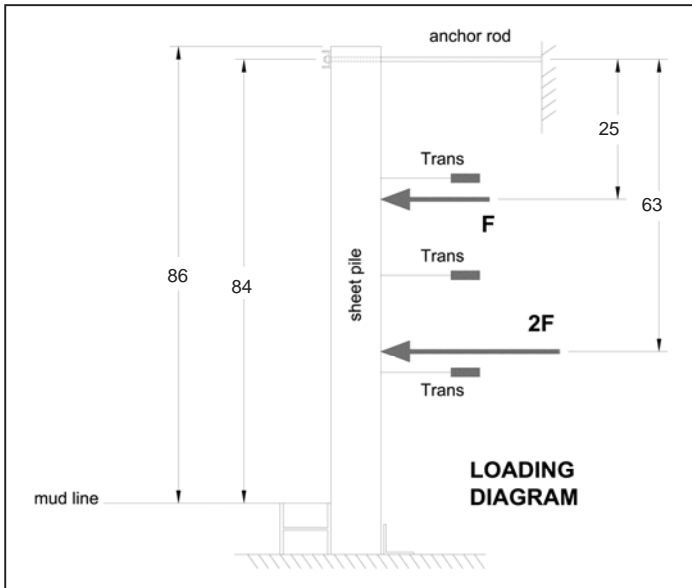 anchor rod
25
Trans
F
63
sheet pile
Trans
86
84
2F
Trans
LOADING
DIAGRAM
mud line